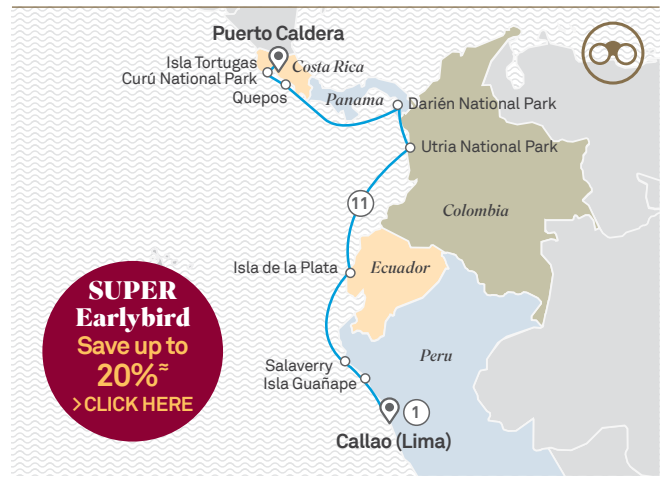 Puerto Caldera
Isla Tortugas
Curú National Park
Costa Rica
Quepos
Panama
Darién National Park
Utria National Park
11
Colombia
Isla de la Plata
Ecuador
SUPER
Earlybird
Save up to
20%≈
> CLICK HERE
Peru
Salaverry
Isla Guañape
1
Callao (Lima)